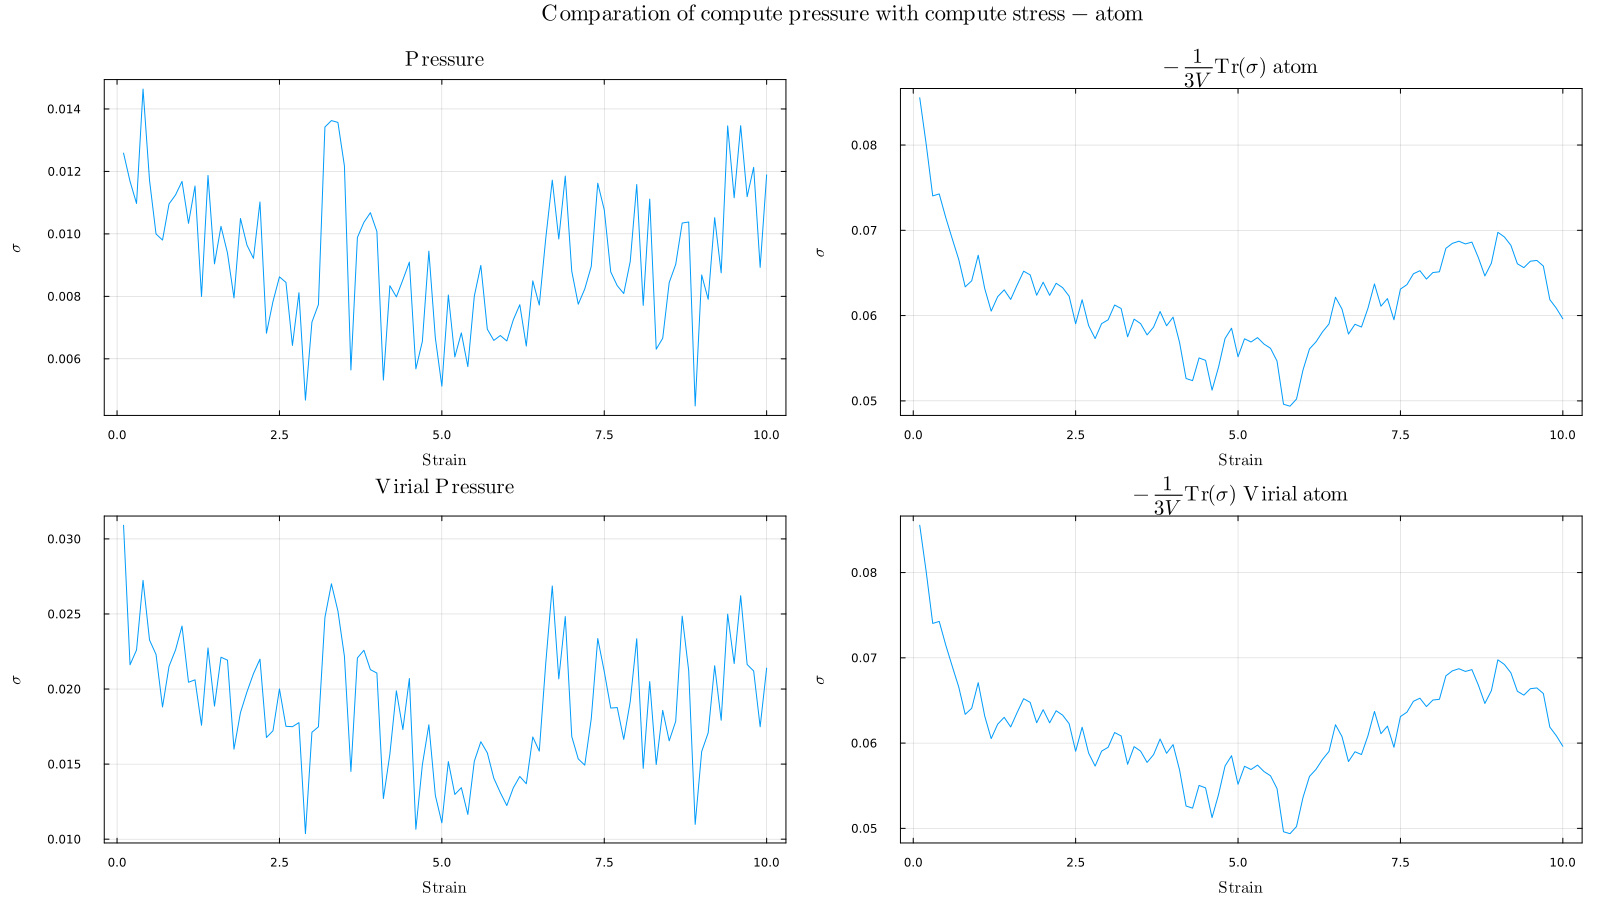 Comparation of compute pressure with compute stress − atom
Pressure
σ
0.014
0.012
0.010
0.008
0.006
0.0 2.5 5.0 7.5 10.0
Strain
− 1/3V Tr(σ) atom
σ
0.08
0.07
0.06
0.05
0.0 2.5 5.0 7.5 10.0
Strain
Virial Pressure
σ
0.030
0.025
0.020
0.015
0.010
0.0 2.5 5.0 7.5 10.0
Strain
− 1/3V Tr(σ) Virial atom
σ
0.08
0.07
0.06
0.05
0.0 2.5 5.0 7.5 10.0
Strain